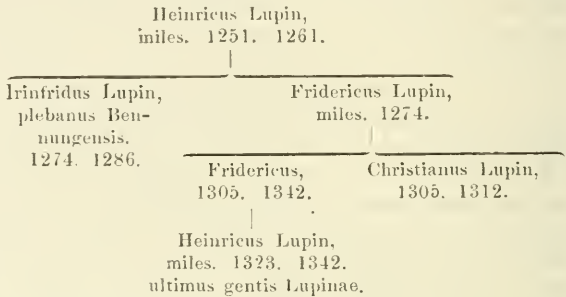 Heinricus Lupin,
miles. 1251. 1261.
Irinfridus Lupin,
plebanus Ben-
nungensis.
1274. 1286.
Fridericus Lupin,
miles. 1274.
Fridericus,
1305. 1342.
Christianus Lupin,
1305. 1312.
Heinricus Lupin,
miles. 1323. 1342.
ultimus gentis Lupinae.